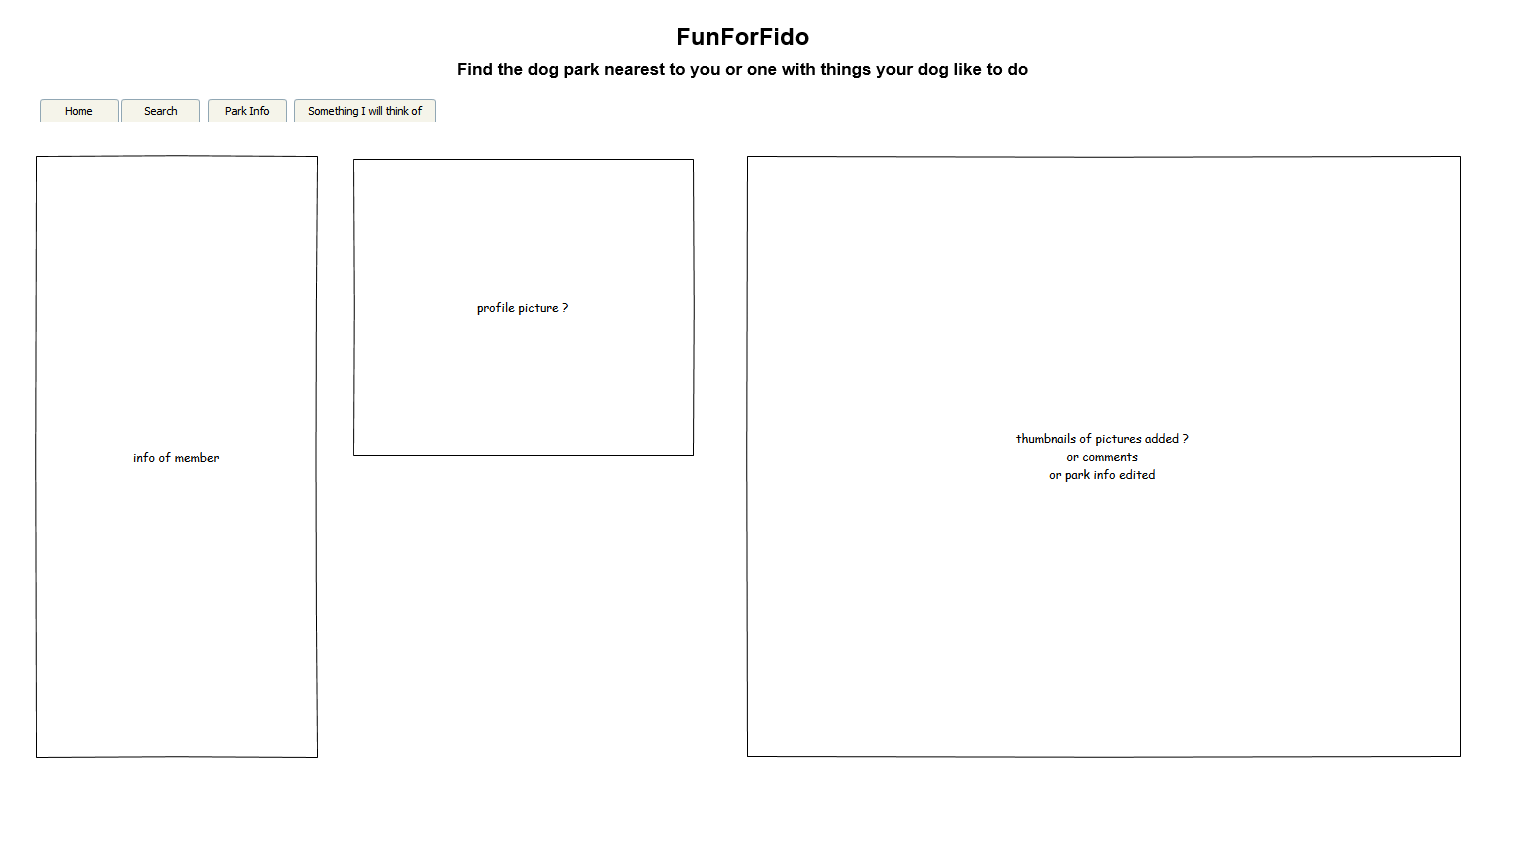 FunForFido
Find the dog park nearest to you or one with things your dog like to do
Home
Search
Park Info
Something I will think of
info of member
profile picture ?
thumbnails of pictures added ?
or comments
or park info edited